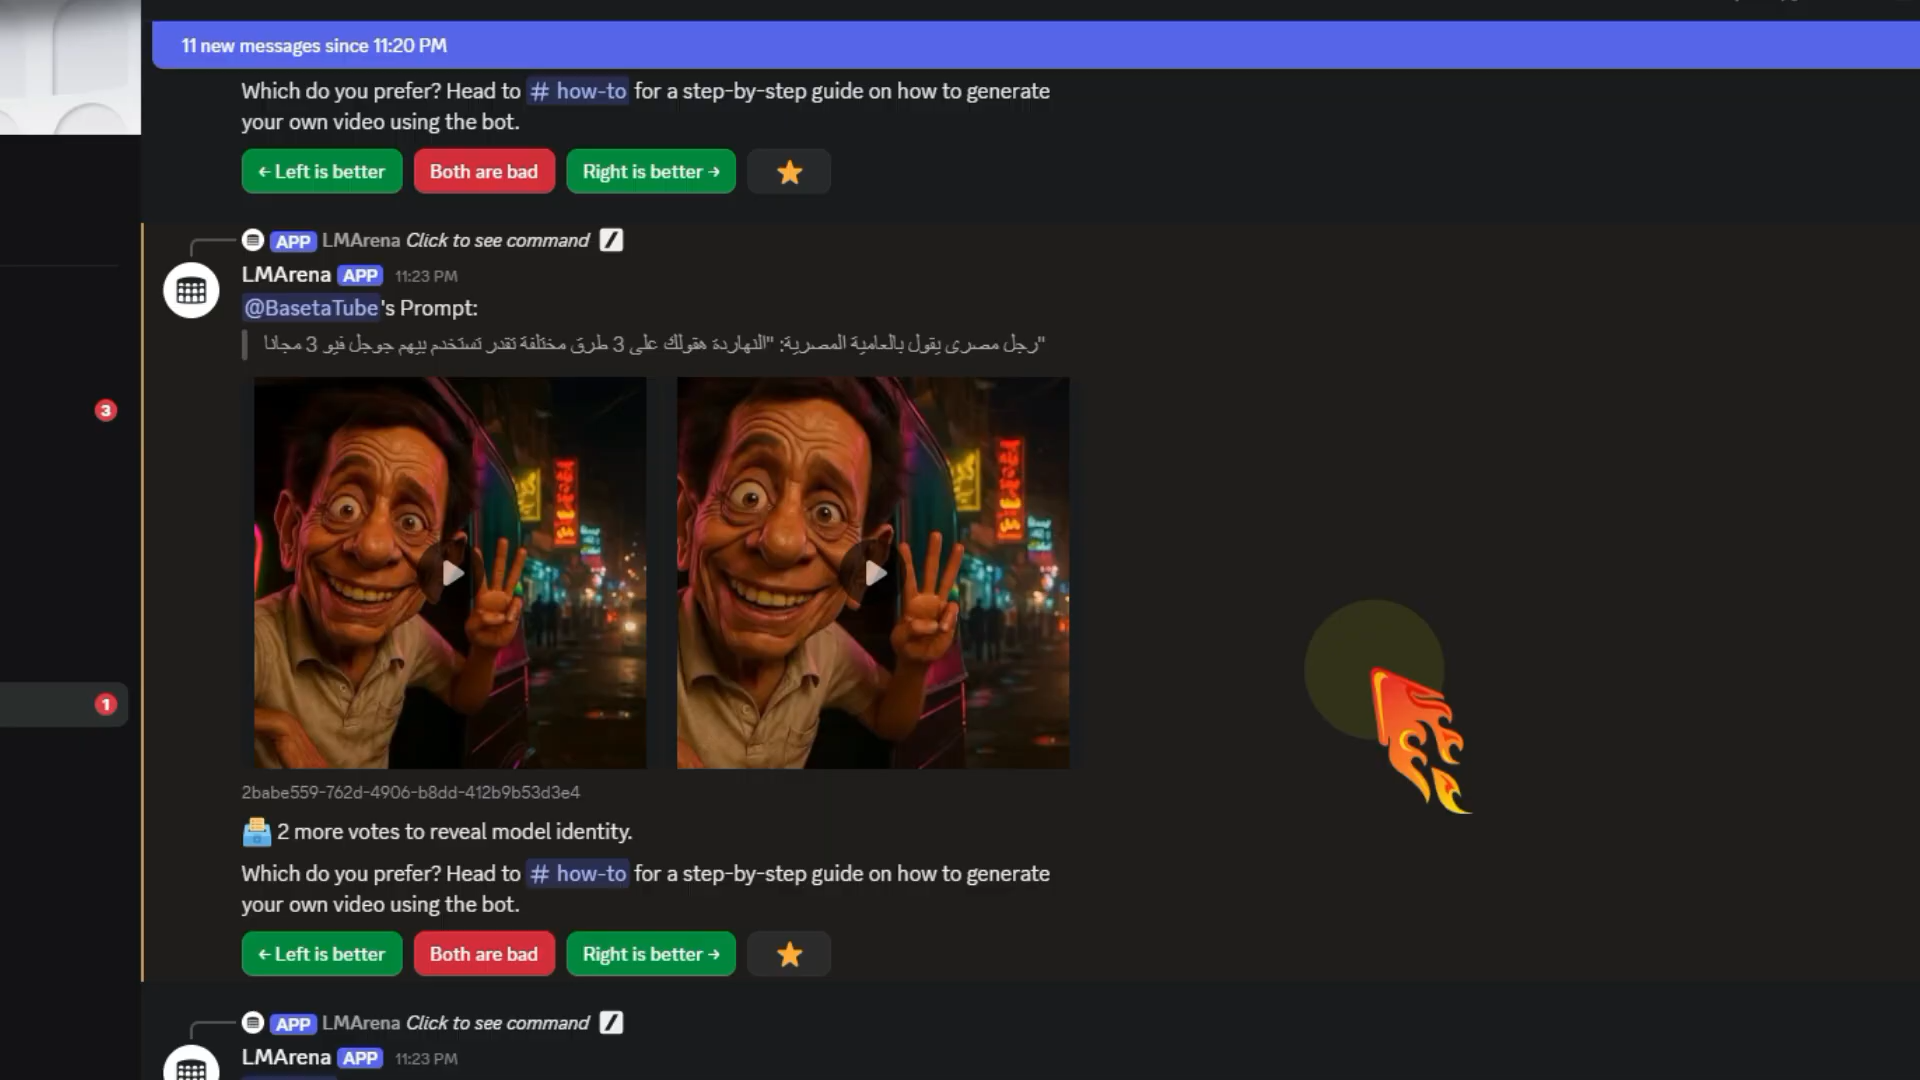 11 new messages since 11:20 PM
Which do you prefer? Head to # how-to for a step-by-step guide on how to generate
your own video using the bot.
← Left is better
Both are bad
Right is better →
APP LMArena Click to see command
LMArena APP 11:23 PM
@BasetaTube's Prompt:
رجل مصرى يقول بالعامية المصرية: "النهاردة هقولك على 3 طرق مختلفة تقدر تستخدم بيهم جوجل فيو 3 مجانا"
3
1
2babe559-762d-4906-b8dd-412b9b53d3e4
2 more votes to reveal model identity.
Which do you prefer? Head to # how-to for a step-by-step guide on how to generate
your own video using the bot.
← Left is better
Both are bad
Right is better →
APP LMArena Click to see command
LMArena APP 11:23 PM